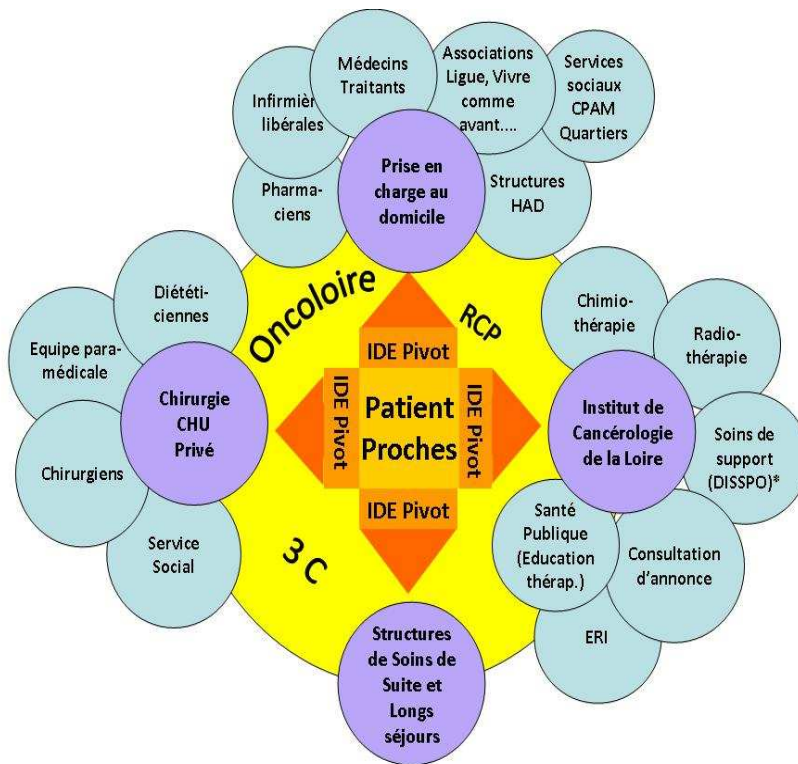 Médecins
Traitants
Associations
Ligue, Vivre
comme
avant....
Services
sociaux
CPAM
Quartiers
Infirmièr
libérales
Pharma-
ciens
Prise en
charge au
domicile
Structures
HAD
Oncoloire
RCP
3 C
Diététi-
ciennes
Equipe para-
médicale
Chirurgie
CHU
Privé
Chirurgiens
Service
Social
IDE Pivot
IDE Pivot
Patient
Proches
IDE Pivot
IDE Pivot
Chimio-
thérapie
Radio-
thérapie
Institut de
Cancérologie
de la Loire
Soins de
support
(DISSPO)*
Santé
Publique
(Education
thérap.)
Consultation
d'annonce
ERI
Structures
de Soins de
Suite et
Longs
séjours